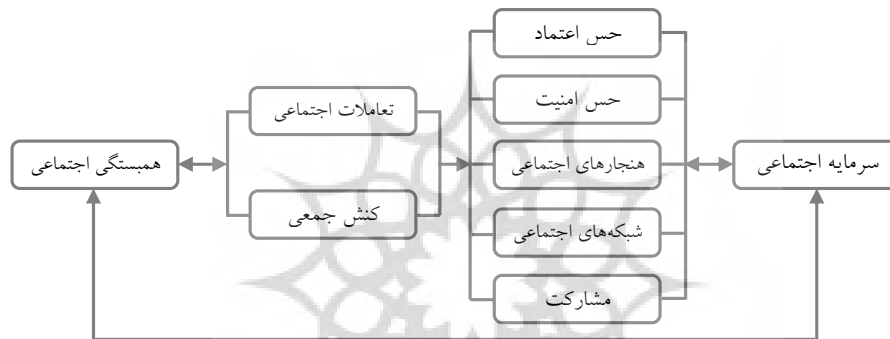 حس اعتماد
حس امنیت
تعاملات اجتماعی
سرمایه اجتماعی
هنجارهای اجتماعی
همبستگی اجتماعی
کنش جمعی
شبکه‌های اجتماعی
مشارکت